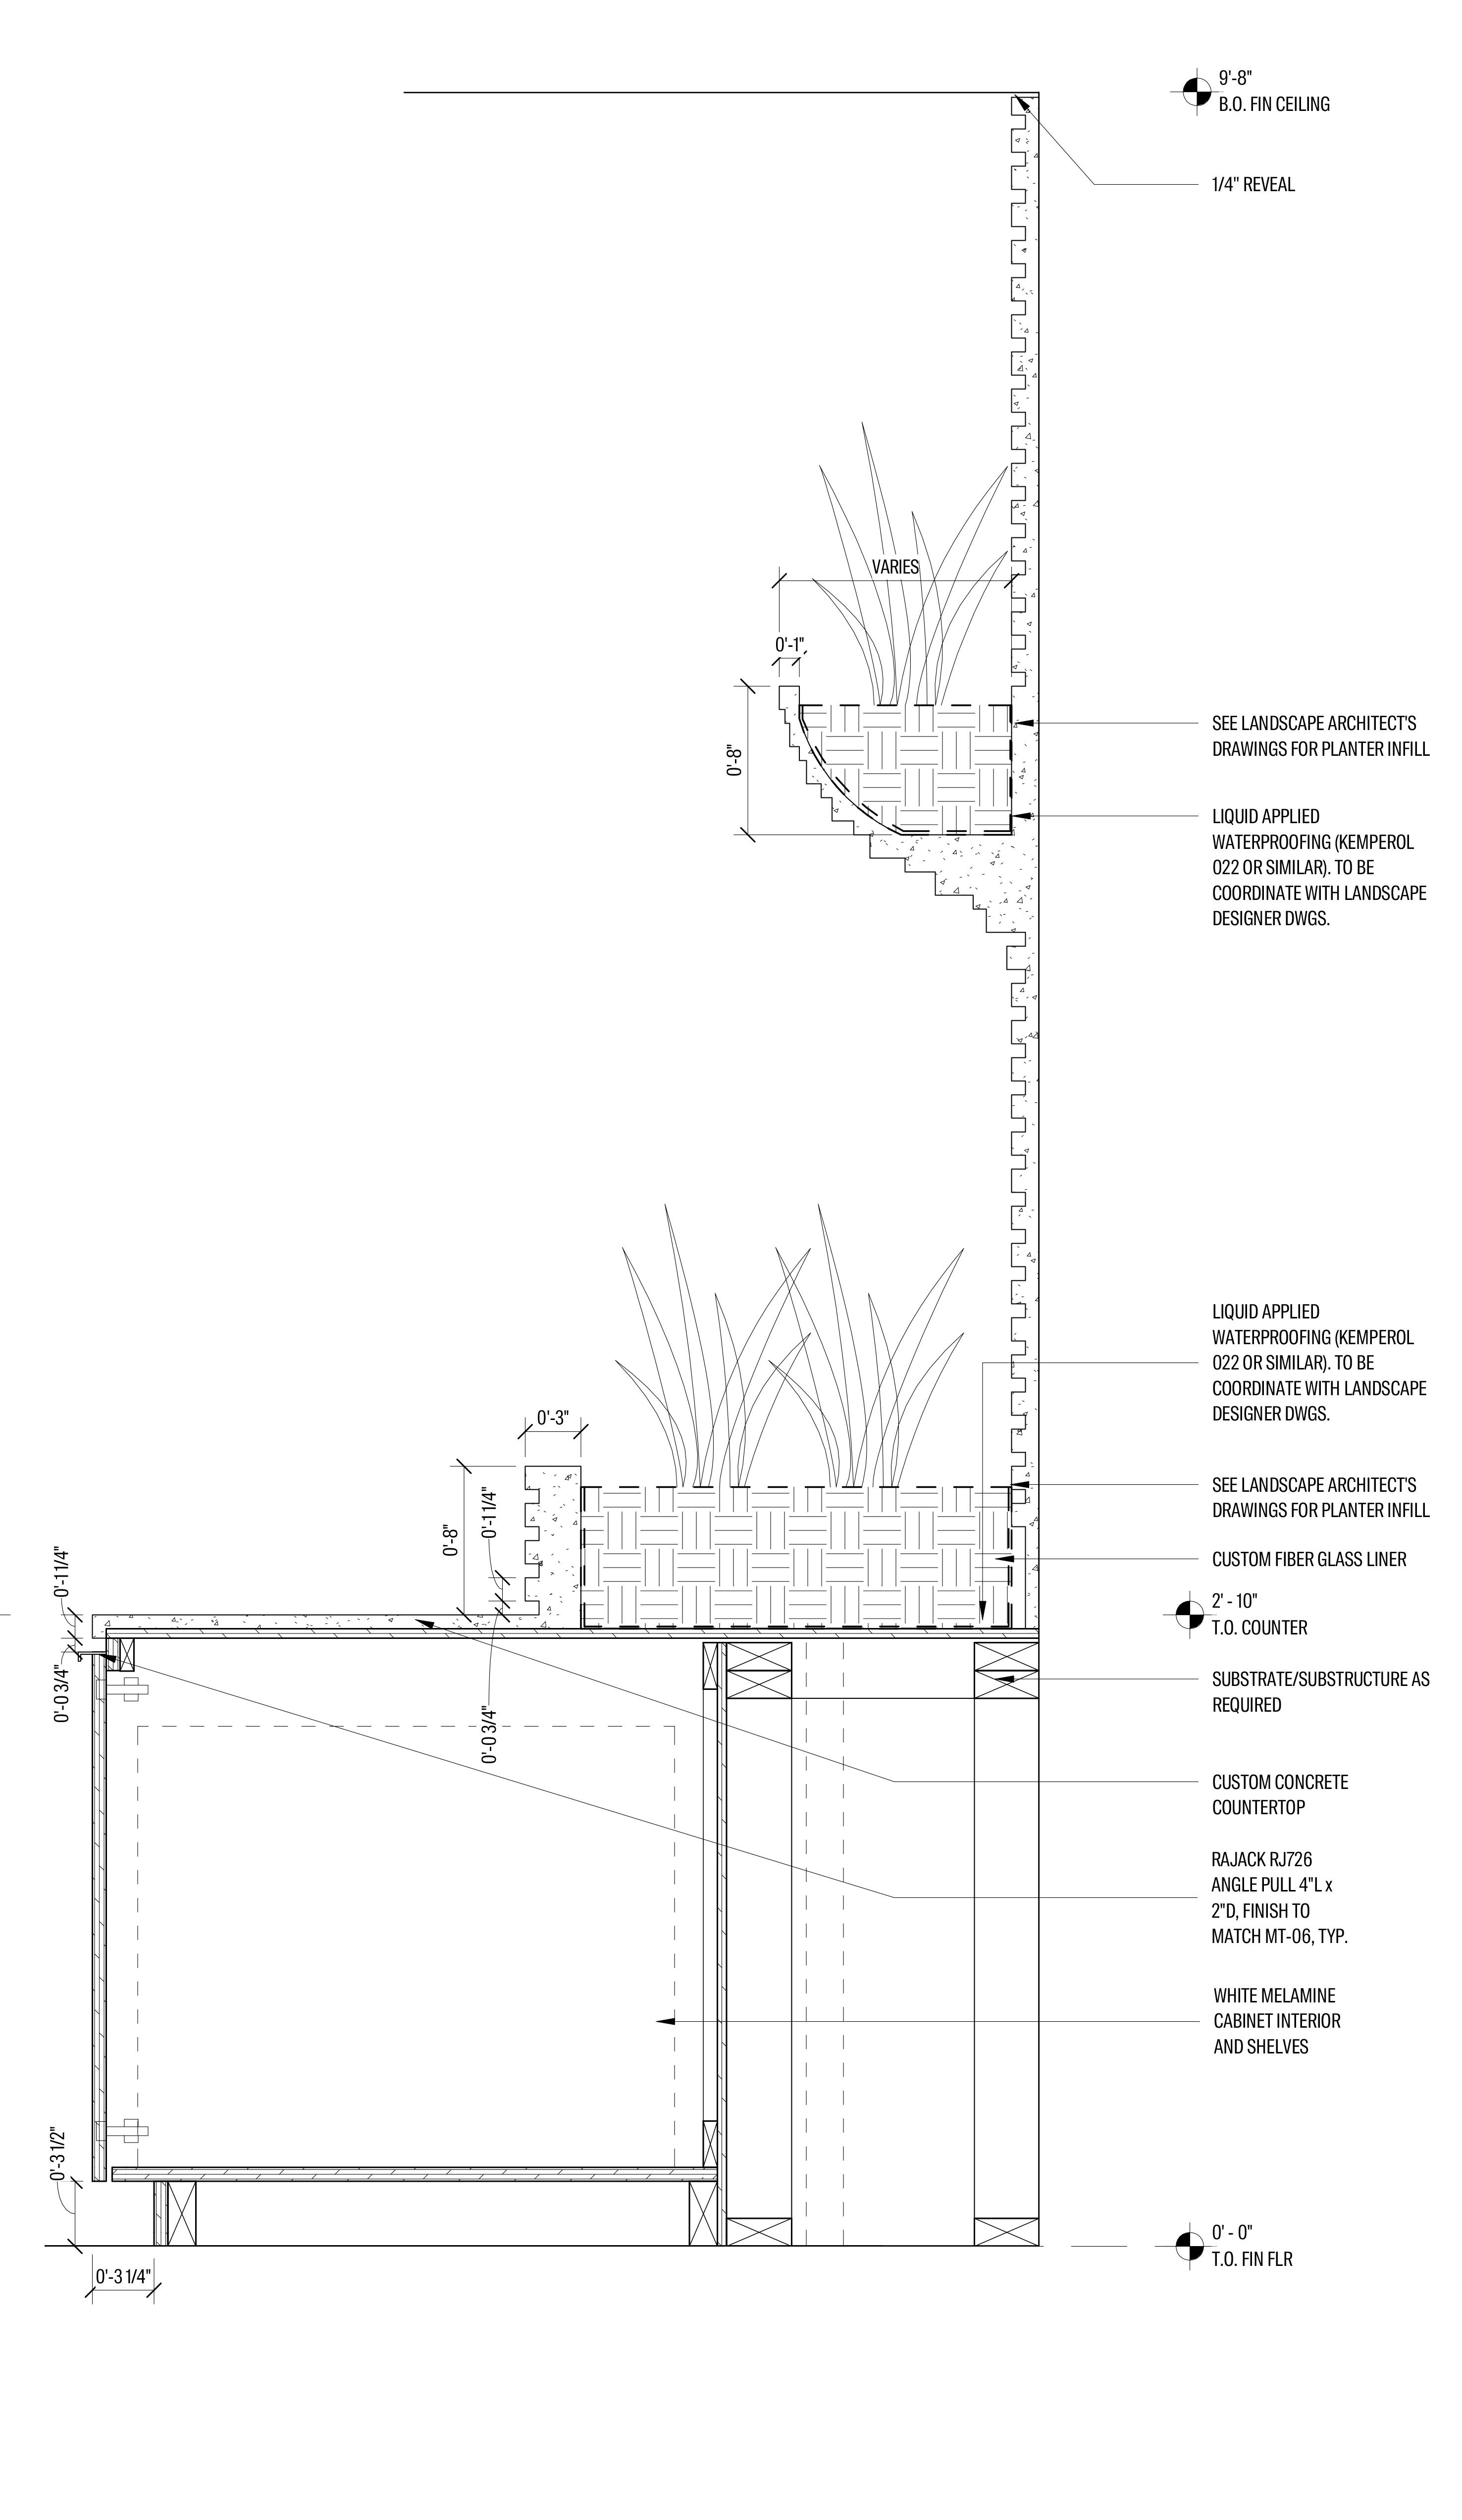 9'-8"
B.O. FIN CEILING
1/4" REVEAL
VARIES
0'-1"
0'-8"
SEE LANDSCAPE ARCHITECT'S
DRAWINGS FOR PLANTER INFILL
LIQUID APPLIED
WATERPROOFING (KEMPEROL
022 OR SIMILAR). TO BE
COORDINATE WITH LANDSCAPE
DESIGNER DWGS.
LIQUID APPLIED
WATERPROOFING (KEMPEROL
022 OR SIMILAR). TO BE
COORDINATE WITH LANDSCAPE
DESIGNER DWGS.
0'-3"
0'-8"
0'-1 1/4"
0'-0 3/4"
SEE LANDSCAPE ARCHITECT'S
DRAWINGS FOR PLANTER INFILL
CUSTOM FIBER GLASS LINER
0'-1 1/4"
0'-0 3/4"
2' - 10"
T.O. COUNTER
SUBSTRATE/SUBSTRUCTURE AS
REQUIRED
CUSTOM CONCRETE
COUNTERTOP
RAJACK RJ726
ANGLE PULL 4"L x
2"D, FINISH TO
MATCH MT-06, TYP.
WHITE MELAMINE
CABINET INTERIOR
AND SHELVES
0'-3 1/2"
0'-3 1/4"
0' - 0"
T.O. FIN FLR